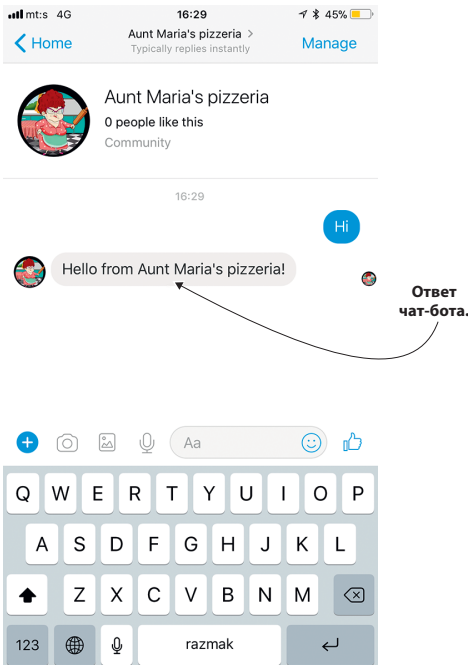 mt:s 4G 16:29 45%
Home Aunt Maria's pizzeria Manage
Typically replies instantly
Aunt Maria's pizzeria
0 people like this
Community
16:29
Hi
Hello from Aunt Maria's pizzeria!
Ответ
чат-бота.
Aa
Q W E R T Y U I O P
A S D F G H J K L
Z X C V B N M
123 razmak